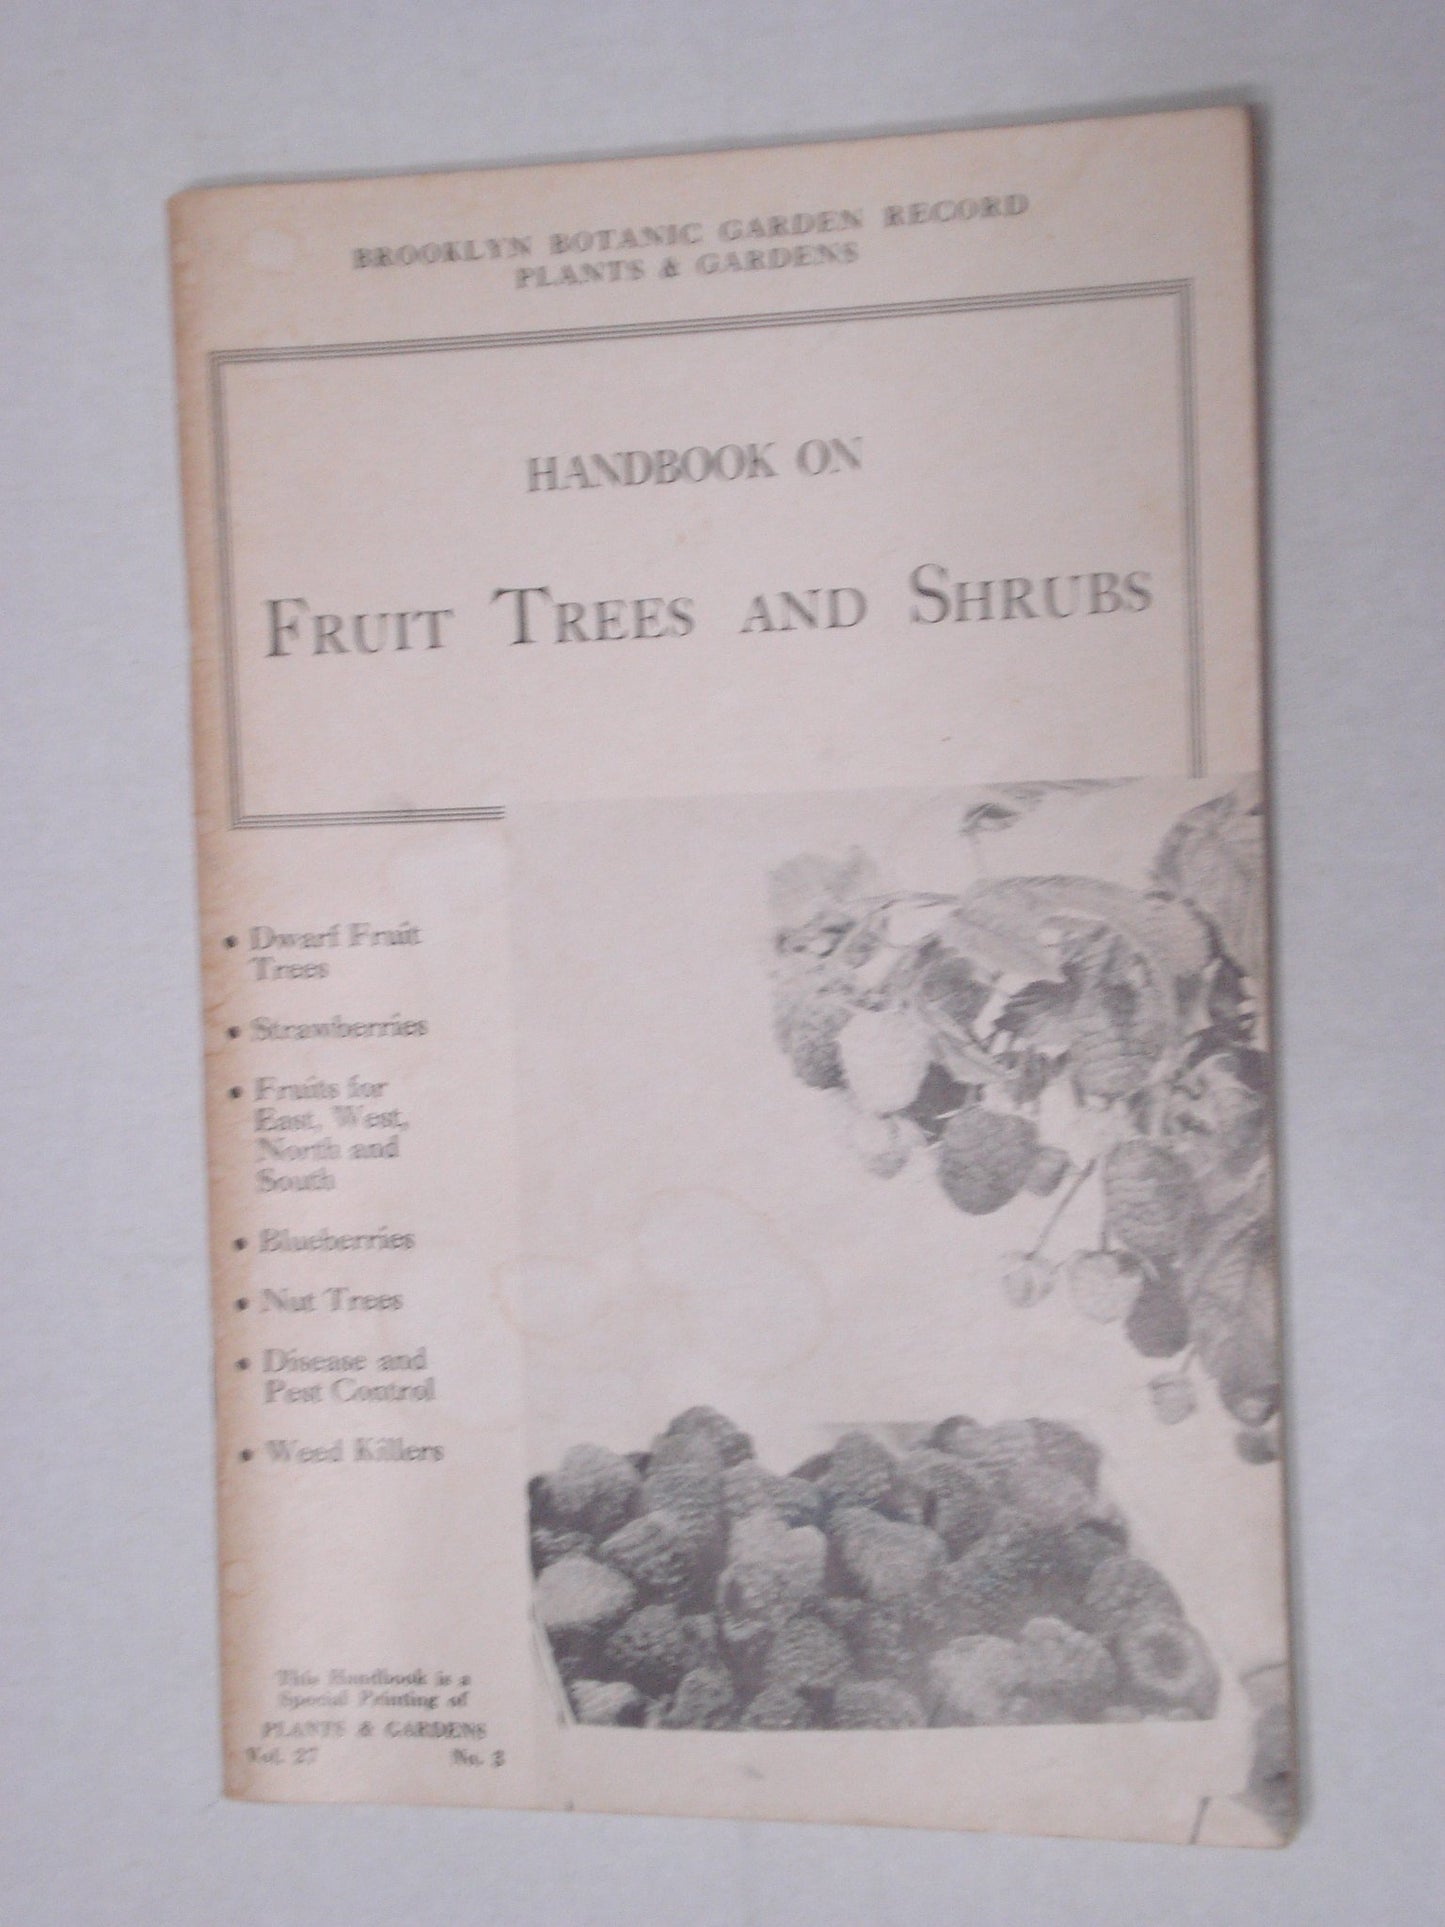 BROOKLYN BOTANIC GARDEN RECORD
PLANTS & GARDENS
HANDBOOK ON
FRUIT TREES AND SHRUBS
• Dwarf Fruit
Trees
• Strawberries
• Fruits for
East, West,
North and
South
• Blueberries
• Nut Trees
• Disease and
Pest Control
• Weed Killers
This Handbook is a
Special Printing of
PLANTS & GARDENS
Vol. 27 No. 3